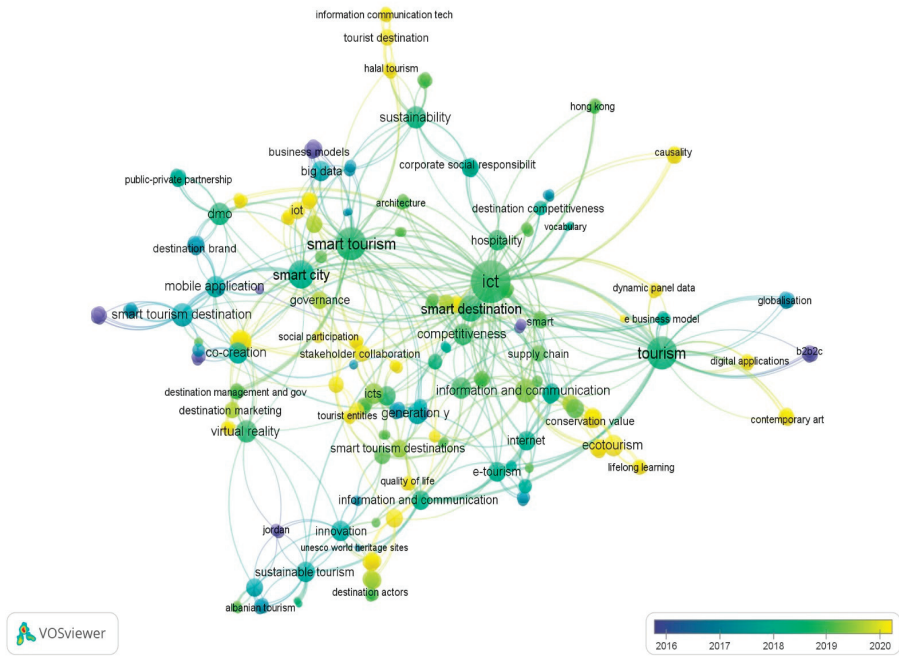 information communication tech
tourist destination
halal tourism
hong kong
sustainability
business models
causality
big data
corporate social responsibilit
public-private partnership
architecture
iot
destination competitiveness
dmo
vocabulary
smart tourism
hospitality
destination brand
smart city
ict
mobile application
dynamic panel data
governance
globalisation
smart tourism destination
smart destination
e business model
smart
social participation
competitiveness
co-creation
stakeholder collaboration
supply chain
tourism
b2b2c
digital applications
destination management and gov
icts
information and communication
destination marketing
tourist entities
generation y
conservation value
contemporary art
virtual reality
internet
smart tourism destinations
ecotourism
e-tourism
lifelong learning
quality of life
information and communication
jordan
innovation
unesco world heritage sites
sustainable tourism
destination actors
albanian tourism
VOSviewer
2016 2017 2018 2019 2020